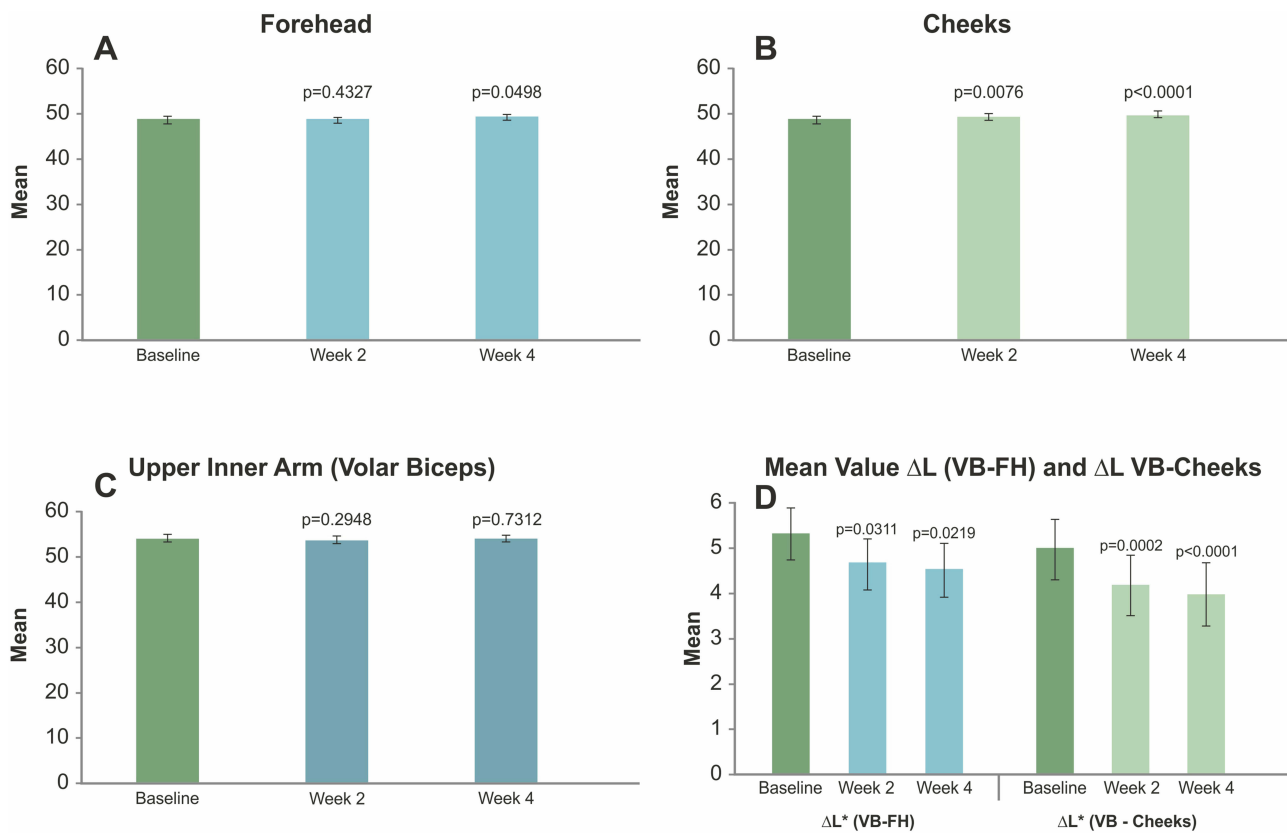 Forehead
A
60
50
40
30
20
10
0
Mean
p=0.4327
p=0.0498
Baseline
Week 2
Week 4
Cheeks
B
60
50
40
30
20
10
0
Mean
p=0.0076
p<0.0001
Baseline
Week 2
Week 4
Upper Inner Arm (Volar Biceps)
C
60
50
40
30
20
10
0
Mean
p=0.2948
p=0.7312
Baseline
Week 2
Week 4
Mean Value ΔL (VB-FH) and ΔL VB-Cheeks
D
6
5
4
3
2
1
0
Mean
p=0.0311
p=0.0219
p=0.0002
p<0.0001
Baseline
Week 2
Week 4
Baseline
Week 2
Week 4
ΔL* (VB-FH)
ΔL* (VB - Cheeks)